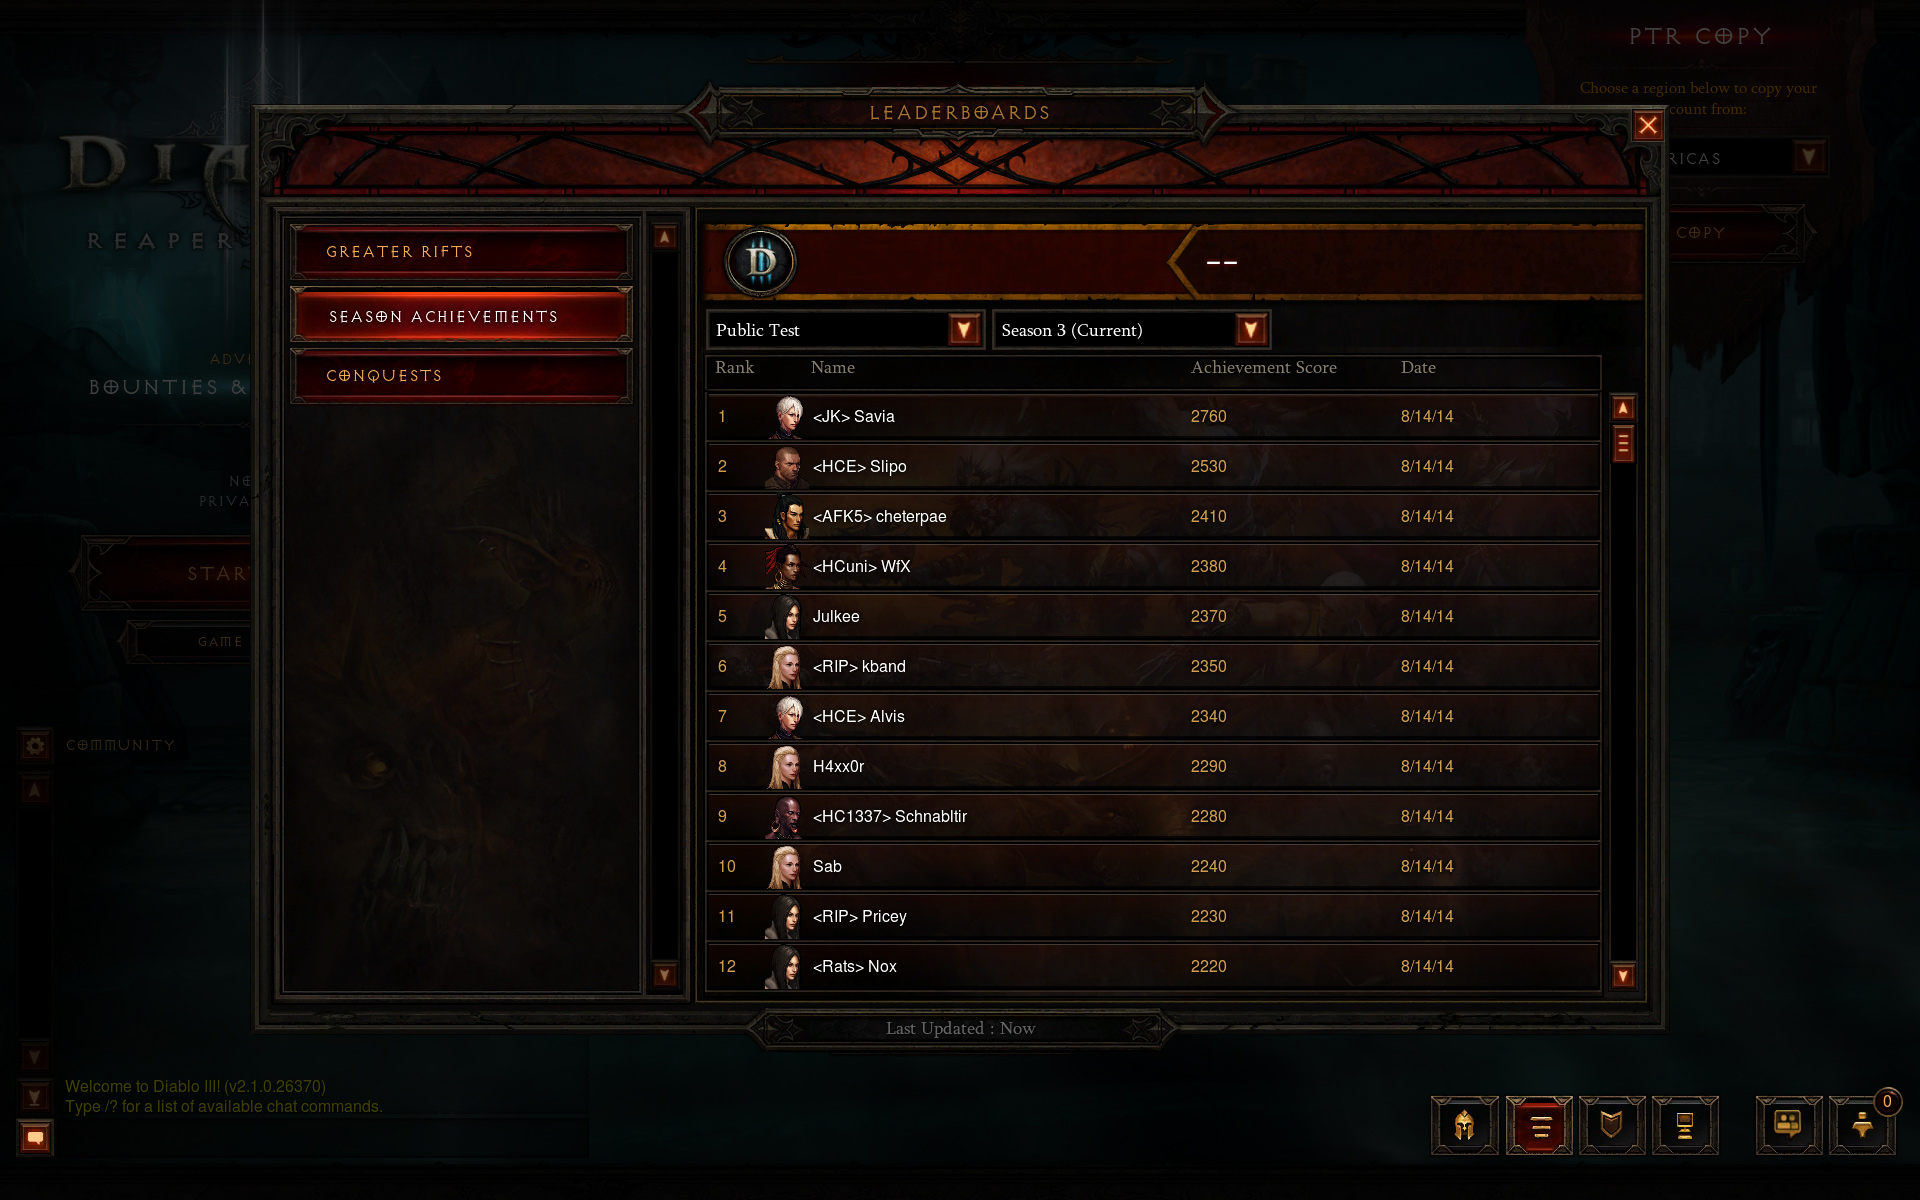 PTR COPY
Choose a region below to copy your
count from:
LEADERBOARDS
DIA
RICAS
REAPER
COPY
GREATER RIFTS
SEASON ACHIEVEMENTS
CONQUESTS
D
--
Public Test
Season 3 (Current)
Rank Name Achievement Score Date
1 <JK> Savia 2760 8/14/14
2 <HCE> Slipo 2530 8/14/14
3 <AFK5> cheterpae 2410 8/14/14
4 <HCuni> WfX 2380 8/14/14
5 Julkee 2370 8/14/14
6 <RIP> kband 2350 8/14/14
7 <HCE> Alvis 2340 8/14/14
8 H4xx0r 2290 8/14/14
9 <HC1337> Schnabltir 2280 8/14/14
10 Sab 2240 8/14/14
11 <RIP> Pricey 2230 8/14/14
12 <Rats> Nox 2220 8/14/14
Last Updated : Now
ADVE
BOUNTIES &
NO
PRIVA
START
GAME
COMMUNITY
Welcome to Diablo III! (v2.1.0.26370)
Type /? for a list of available chat commands.
0